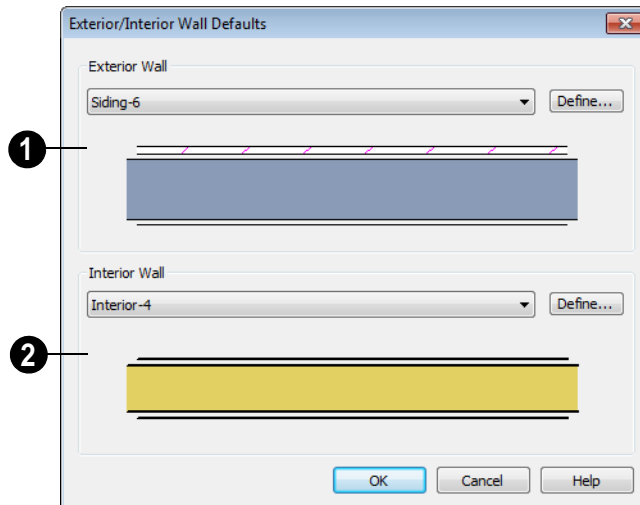 Exterior/Interior Wall Defaults
Exterior Wall
Siding-6
Define...
1
Interior Wall
Interior-4
Define...
2
OK
Cancel
Help